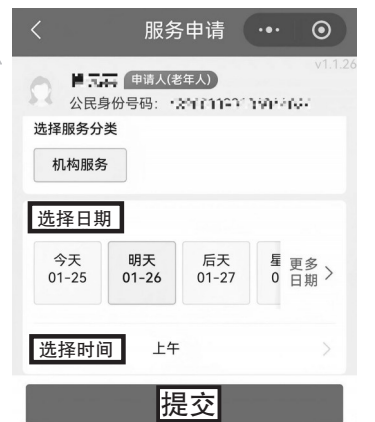 服务申请
v1.1.26
申请人(老年人)
公民身份号码:
选择服务分类
机构服务
选择日期
今天 明天 后天 星 更多
01-25 01-26 01-27 0 日期
选择时间 上午
提交